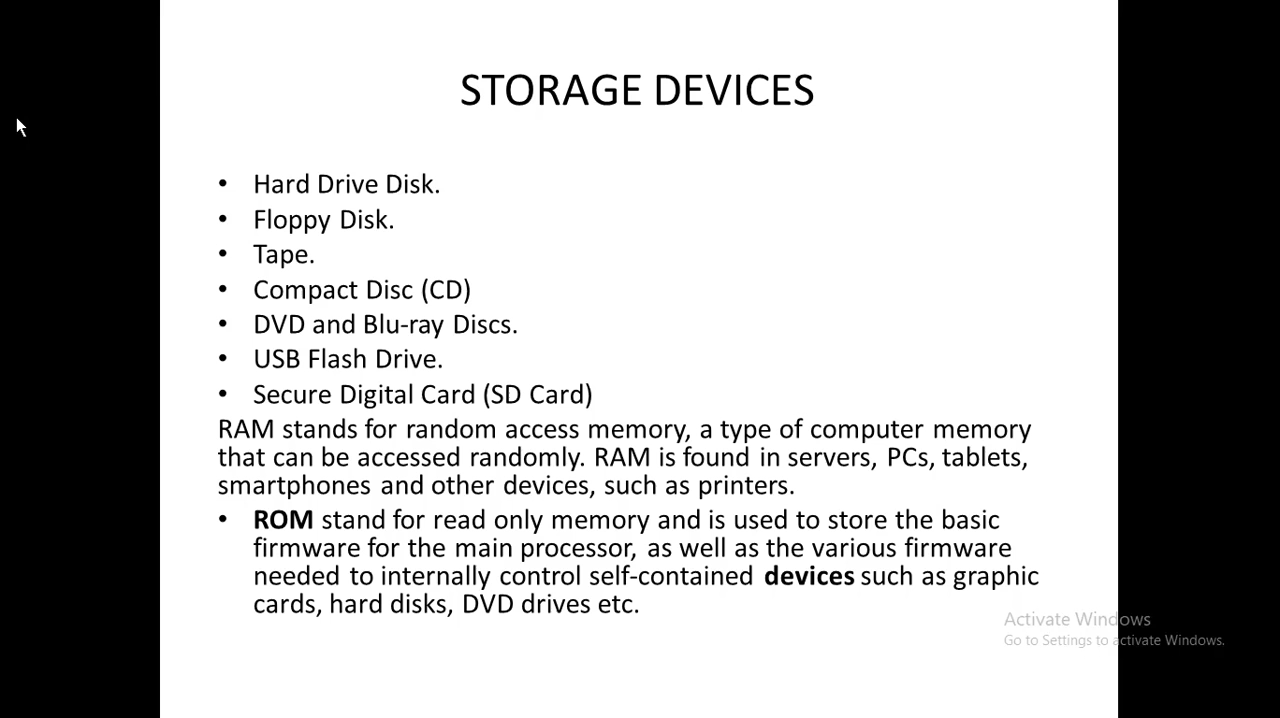 STORAGE DEVICES
• Hard Drive Disk.
• Floppy Disk.
• Tape.
• Compact Disc (CD)
• DVD and Blu-ray Discs.
• USB Flash Drive.
• Secure Digital Card (SD Card)
RAM stands for random access memory, a type of computer memory
that can be accessed randomly. RAM is found in servers, PCs, tablets,
smartphones and other devices, such as printers.
• ROM stand for read only memory and is used to store the basic
firmware for the main processor, as well as the various firmware
needed to internally control self-contained devices such as graphic
cards, hard disks, DVD drives etc.
Activate Windows
Go to Settings to activate Windows.